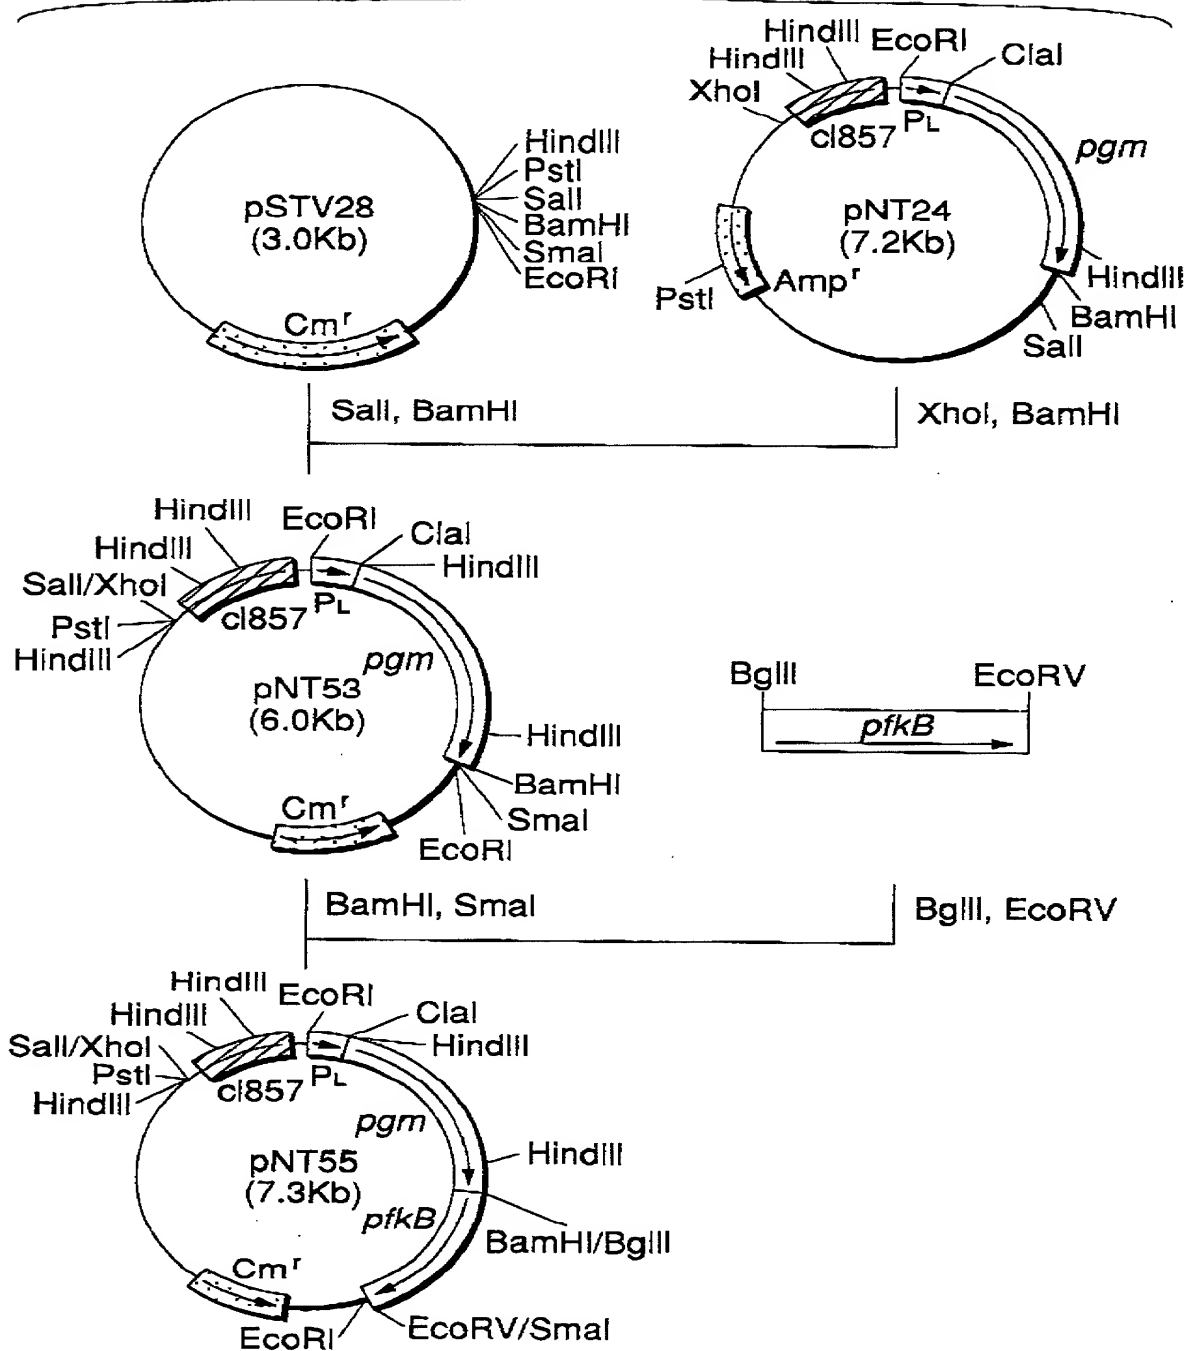 HindIII
PstI
SalI
BamHI
SmaI
EcoRI
pSTV28
(3.0Kb)
Cmʳ
HindIII
HindIII
XhoI
EcoRI
ClaI
cI857
PL
pgm
pNT24
(7.2Kb)
PstI
Ampʳ
HindIII
BamHI
SalI
SalI, BamHI
XhoI, BamHI
HindIII
HindIII
SalI/XhoI
PstI
HindIII
EcoRI
ClaI
HindIII
cI857
PL
pgm
pNT53
(6.0Kb)
HindIII
BamHI
SmaI
EcoRI
Cmʳ
BglII
EcoRV
pfkB
BamHI, SmaI
BglII, EcoRV
HindIII
HindIII
SalI/XhoI
PstI
HindIII
EcoRI
ClaI
HindIII
cI857
PL
pgm
pNT55
(7.3Kb)
HindIII
pfkB
BamHI/BglII
Cmʳ
EcoRI
EcoRV/SmaI